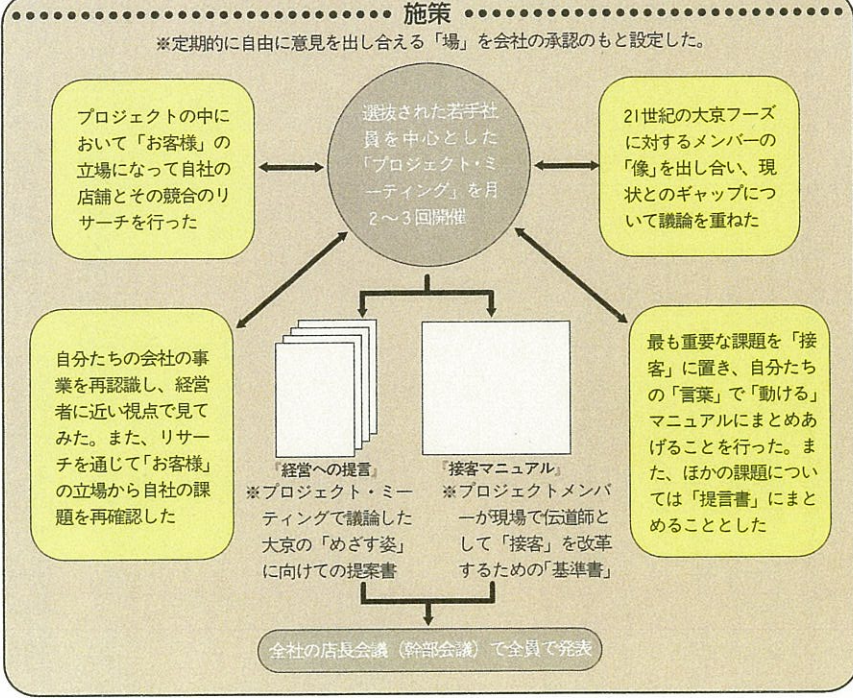 施策
※定期的に自由に意見を出し合える「場」を会社の承認のもと設定した。
プロジェクトの中に
おいて「お客様」の
立場になって自社の
店舗とその競合のリ
サーチを行った
選抜された若手社
員を中心とした
「プロジェクト・ミ
ーティング」を月
2〜3回開催
21世紀の大京フーズ
に対するメンバーの
「像」を出し合い、現
状とのギャップにつ
いて議論を重ねた
自分たちの会社の事
業を再認識し、経営
者に近い視点で見て
みた。また、リサー
チを通じて「お客様」
の立場から自社の課
題を再確認した
『経営への提言』
※プロジェクト・ミー
ティングで議論した
大京の「めざす姿」
に向けての提案書
『接客マニュアル』
※プロジェクトメンバ
ーが現場で伝道師と
して「接客」を改革
するための「基準書」
最も重要な課題を「接
客」に置き、自分たち
の「言葉」で「動ける」
マニュアルにまとめあ
げることを行った。ま
た、ほかの課題につい
ては「提言書」にまと
めることとした
全社の店長会議（幹部会議）で全員で発表